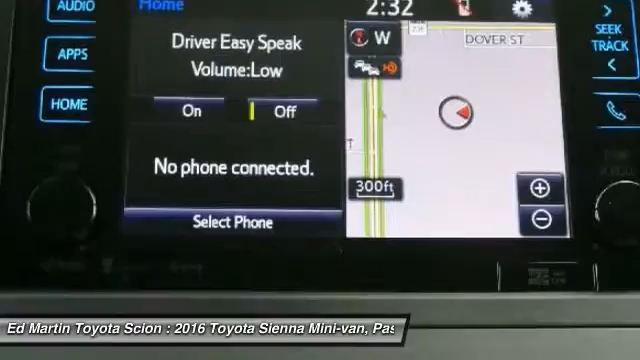 AUDIO
Home
2:32
Driver Easy Speak
Volume:Low
W
DOVER ST
SEEK
TRACK
APPS
On
Off
HOME
T
No phone connected.
300ft
Select Phone
Ed Martin Toyota Scion : 2016 Toyota Sienna Mini-van, Pas